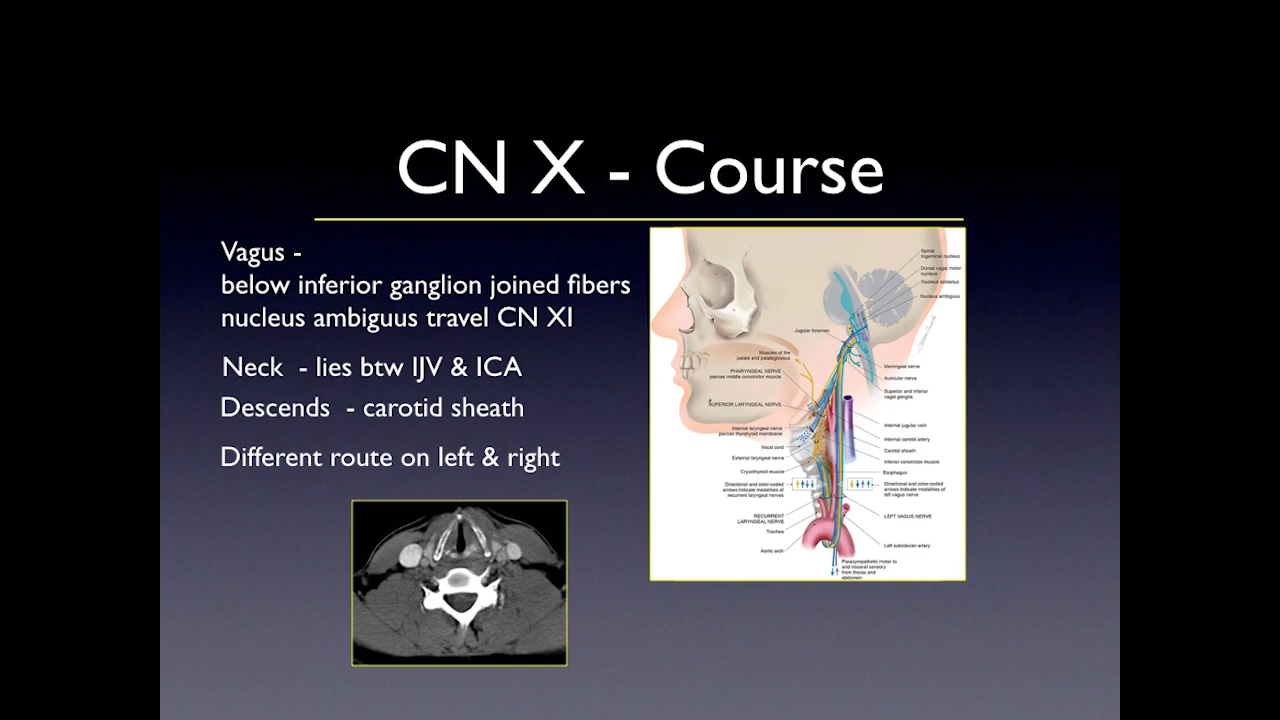 CN X - Course
Vagus -
below inferior ganglion joined fibers
nucleus ambiguus travel CN XI
Neck - lies btw IJV & ICA
Descends - carotid sheath
Different route on left & right
Spinal
trigeminal nucleus
Dorsal vagal motor
nucleus
Nucleus solitarius
Nucleus ambiguus
Jugular foramen
Muscles of the
palate and palatoglossus
PHARYNGEAL NERVE
pierces middle constrictor muscle
SUPERIOR LARYNGEAL NERVE
Internal laryngeal nerve
pierces thyrohyoid membrane
Vocal cord
External laryngeal nerve
Cricothyroid muscle
Directional and color-coded
arrows indicate modalities of
recurrent laryngeal nerves
RECURRENT
LARYNGEAL NERVE
Trachea
Aortic arch
Meningeal nerve
Auricular nerve
Superior and inferior
vagal ganglia
Internal jugular vein
Internal carotid artery
Carotid sheath
Inferior constrictor muscle
Esophagus
Directional and color-coded
arrows indicate modalities of
left vagus nerve
LEFT VAGUS NERVE
Left subclavian artery
Parasympathetic motor to
and visceral sensory
from thorax and
abdomen